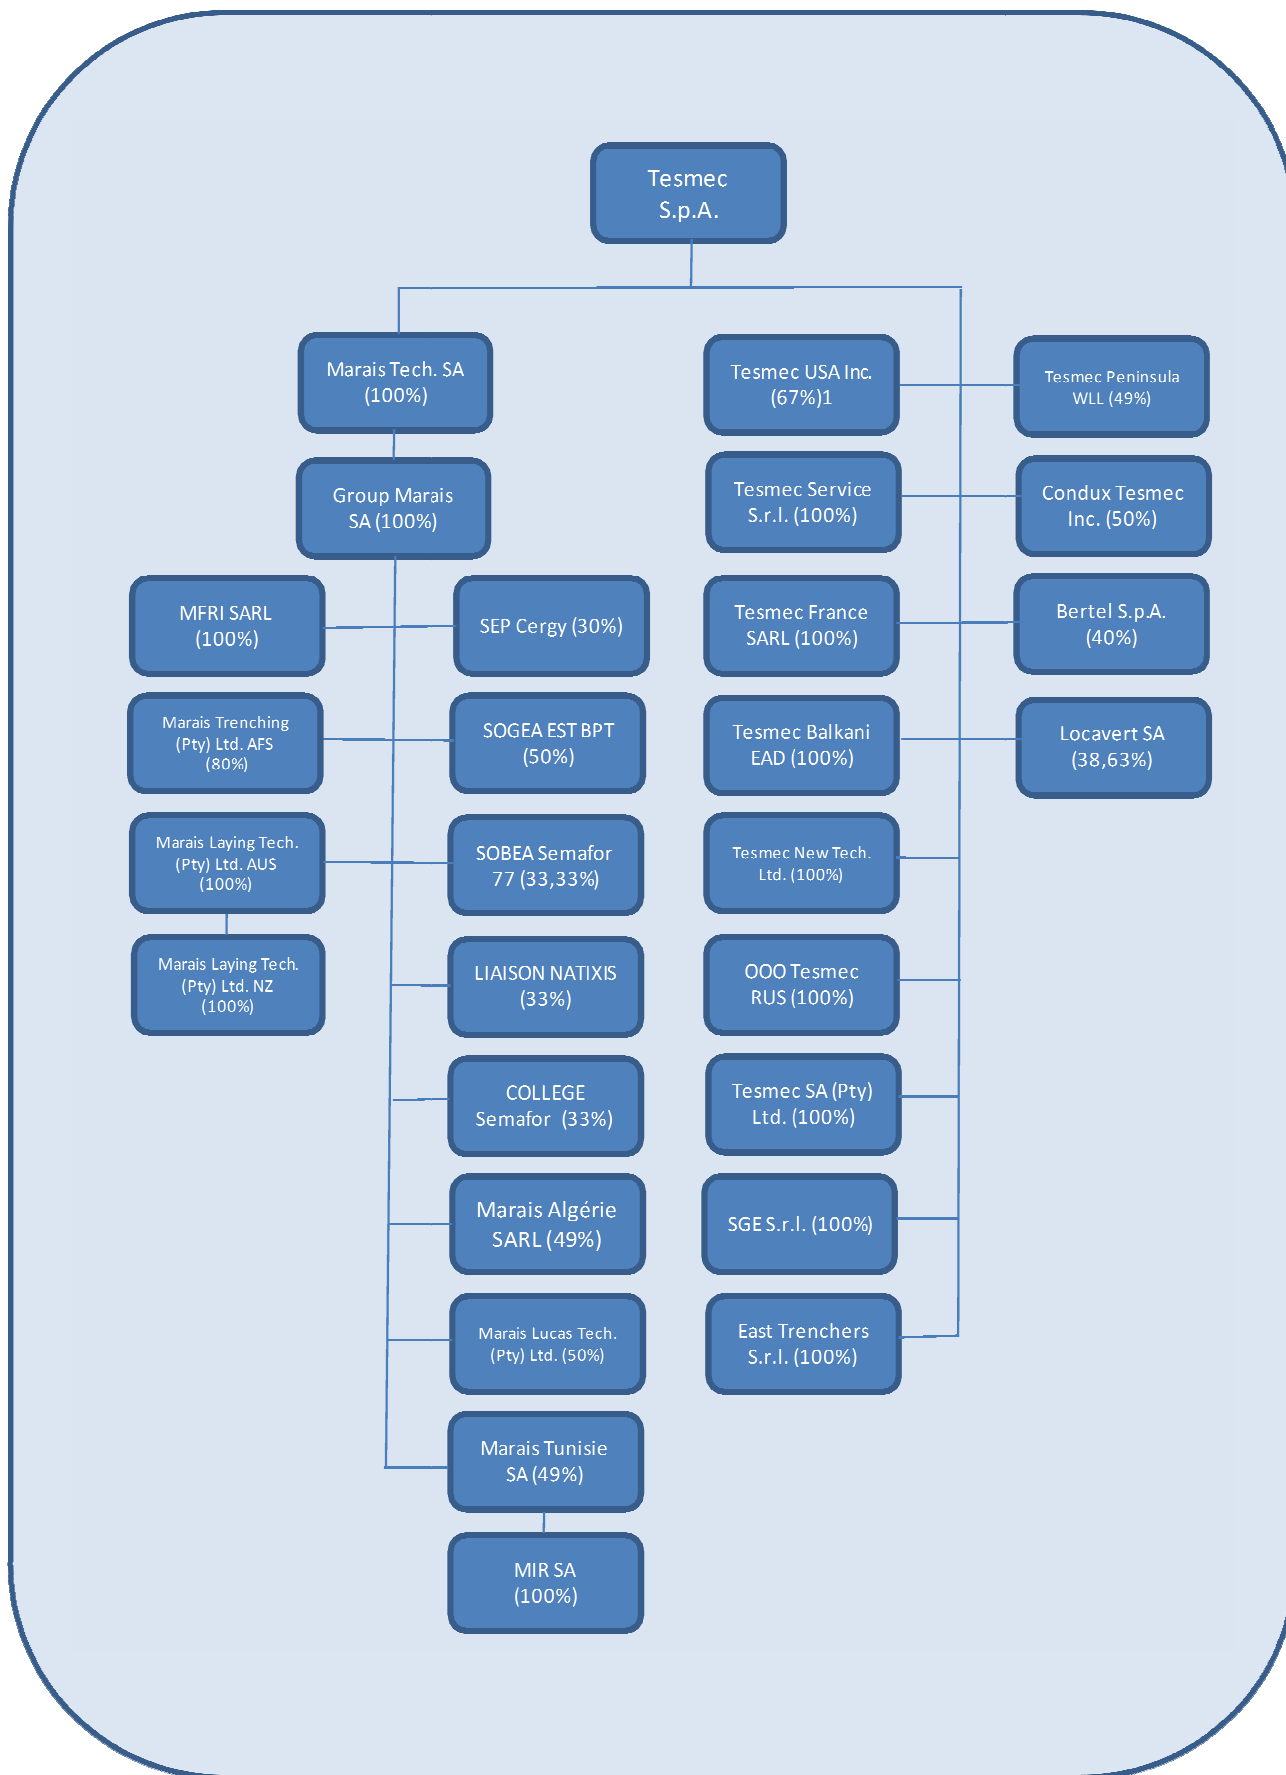 Tesmec
S.p.A.
Marais Tech. SA
(100%)
Group Marais
SA (100%)
MFRI SARL
(100%)
SEP Cergy (30%)
Marais Trenching
(Pty) Ltd. AFS
(80%)
SOGEA EST BPT
(50%)
Marais Laying Tech.
(Pty) Ltd. AUS
(100%)
SOBEA Semafor
77 (33,33%)
Marais Laying Tech.
(Pty) Ltd. NZ
(100%)
LIAISON NATIXIS
(33%)
COLLEGE
Semafor (33%)
Marais Algérie
SARL (49%)
Marais Lucas Tech.
(Pty) Ltd. (50%)
Marais Tunisie
SA (49%)
MIR SA
(100%)
Tesmec USA Inc.
(67%)1
Tesmec Peninsula
WLL (49%)
Tesmec Service
S.r.l. (100%)
Condux Tesmec
Inc. (50%)
Tesmec France
SARL (100%)
Bertel S.p.A.
(40%)
Tesmec Balkani
EAD (100%)
Locavert SA
(38,63%)
Tesmec New Tech.
Ltd. (100%)
OOO Tesmec
RUS (100%)
Tesmec SA (Pty)
Ltd. (100%)
SGE S.r.l. (100%)
East Trenchers
S.r.l. (100%)